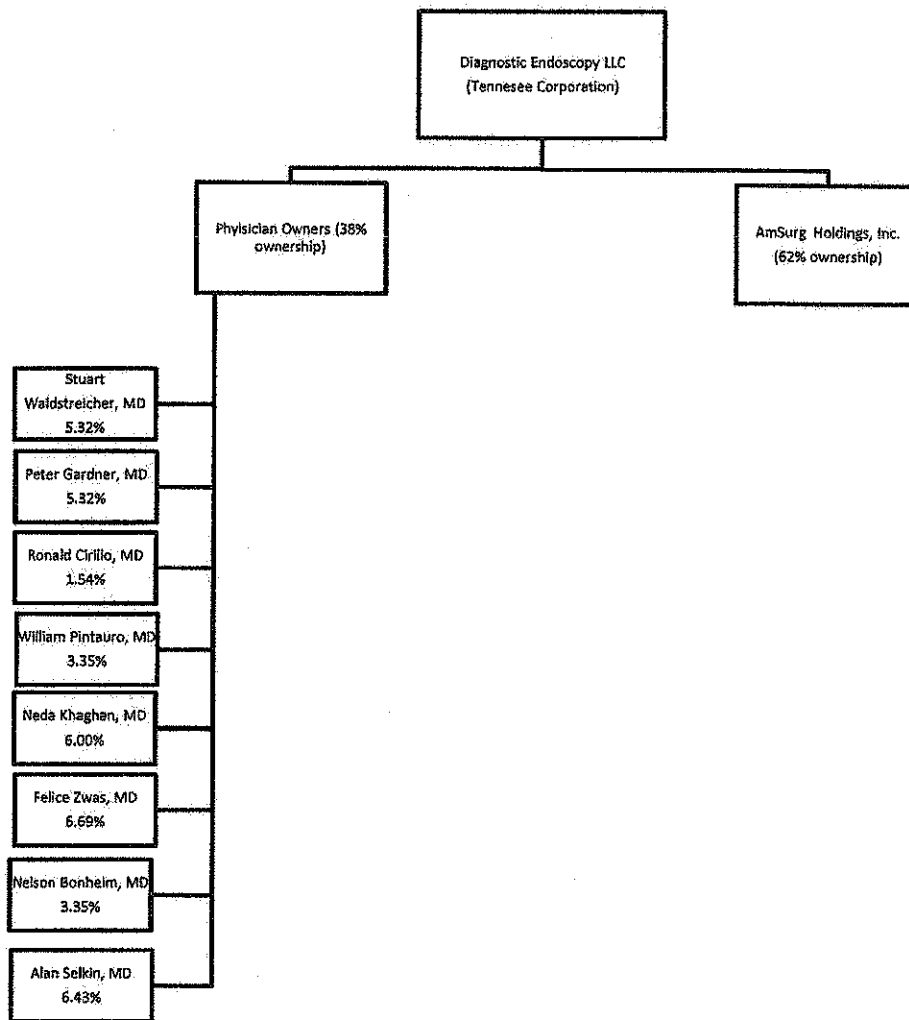 Diagnostic Endoscopy LLC
(Tennesee Corporation)
Phyisician Owners (38%
ownership)
AmSurg Holdings, Inc.
(62% ownership)
Stuart
Waldstreicher, MD
5.32%
Peter Gardner, MD
5.32%
Ronald Cirillo, MD
1.54%
William Pintauro, MD
3.35%
Neda Khaghan, MD
6.00%
Felice Zwas, MD
6.69%
Nelson Bonheim, MD
3.35%
Alan Selkin, MD
6.43%